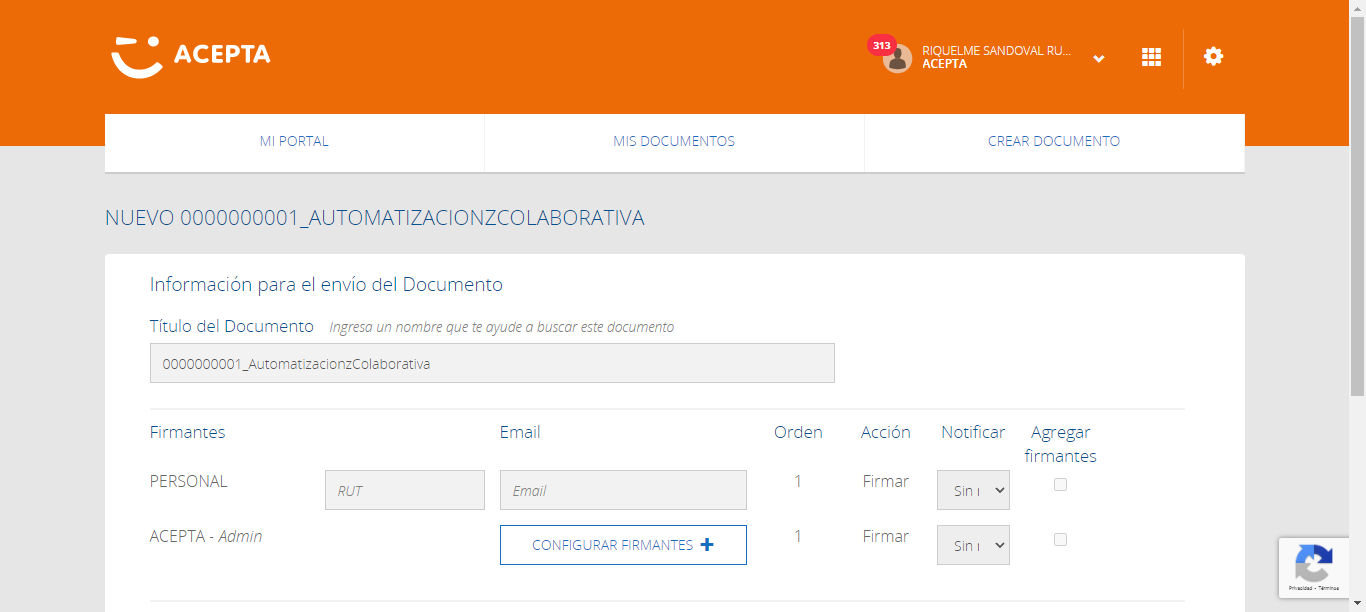 ACEPTA
313
RIQUELME SANDOVAL RU...
ACEPTA
MI PORTAL
MIS DOCUMENTOS
CREAR DOCUMENTO
NUEVO 0000000001_AUTOMATIZACIONZCOLABORATIVA
Información para el envío del Documento
Título del Documento Ingresa un nombre que te ayude a buscar este documento
0000000001_AutomatizacionzColaborativa
Firmantes Email Orden Acción Notificar Agregar firmantes
PERSONAL RUT Email 1 Firmar Sin
ACEPTA - Admin CONFIGURAR FIRMANTES 1 Firmar Sin
Privacidad - Términos